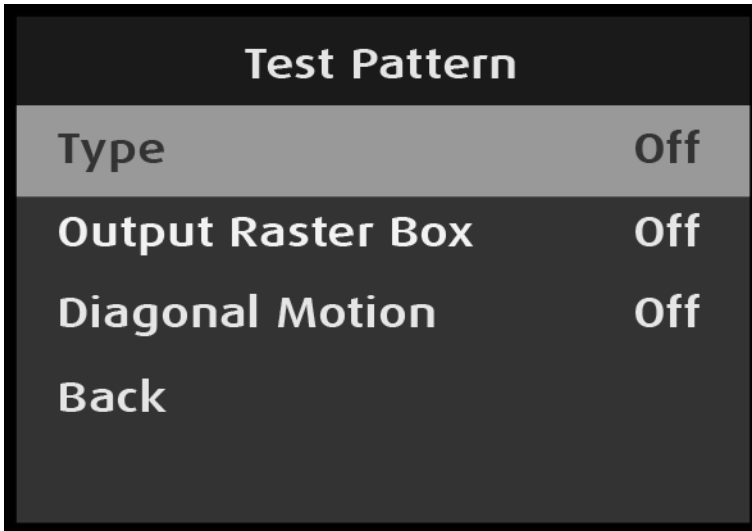 Test Pattern
Type Off
Output Raster Box Off
Diagonal Motion Off
Back